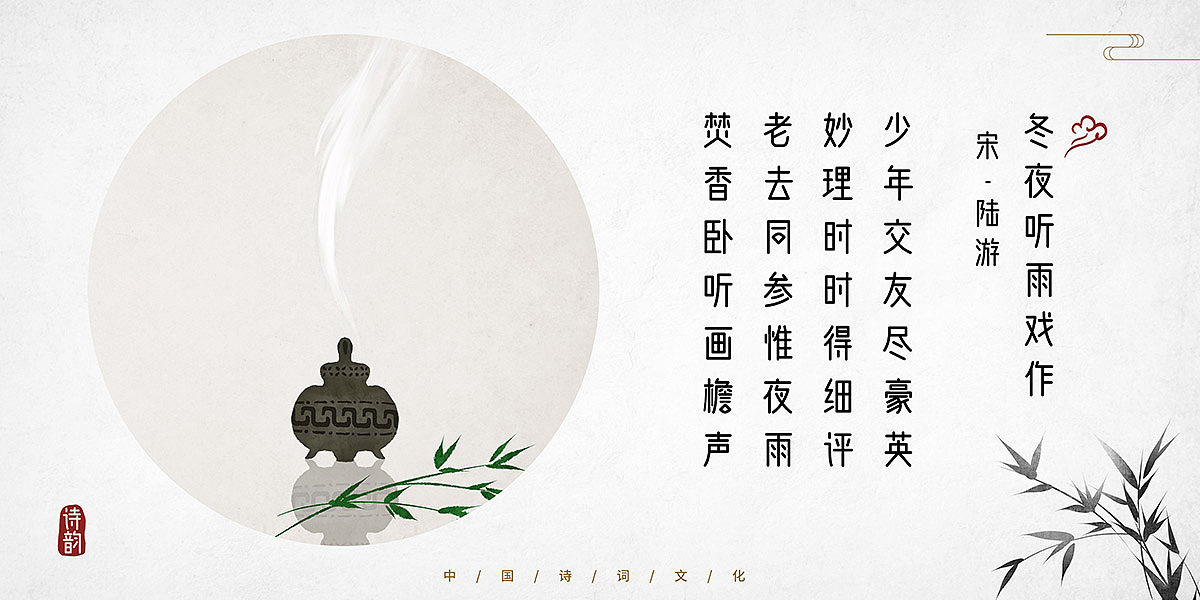 冬夜听雨戏作
宋-陆游
少年交友尽豪英
妙理时时得细评
老去同参惟夜雨
焚香卧听画檐声
诗韵
中/国/诗/词/文/化